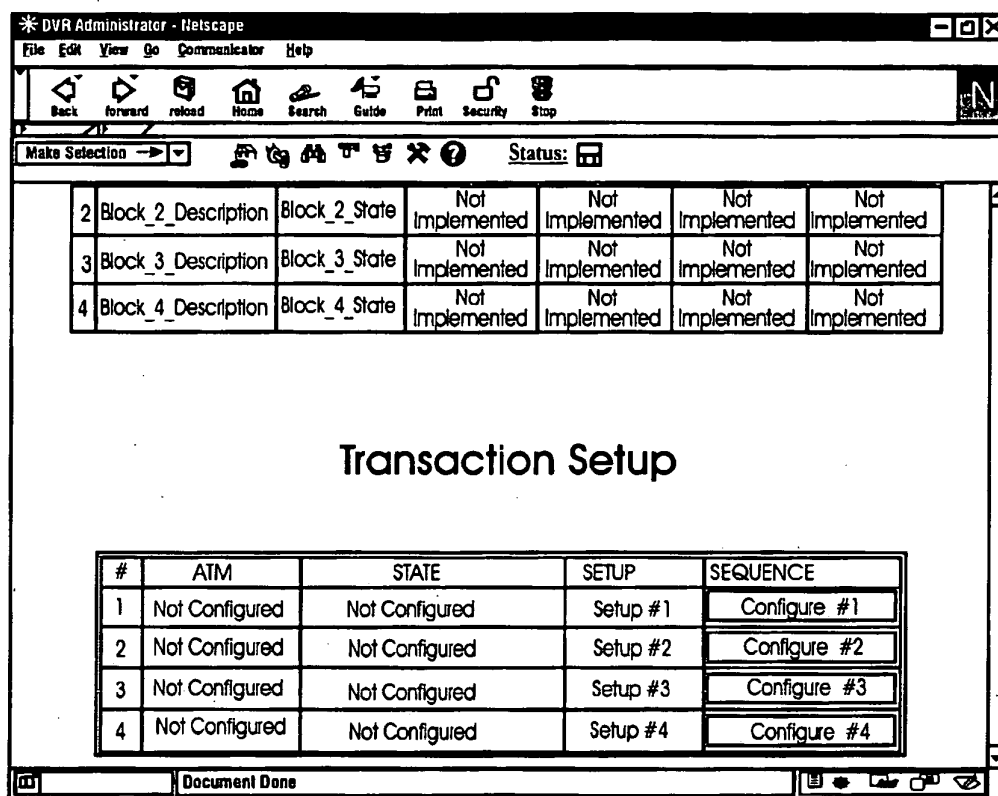 DVR Administrator - Netscape
File Edit View Go Communicator Help
Back forward reload Home Search Guide Print Security Stop
N
Make Selection Status:
2 Block_2_Description Block_2_State Not Implemented Not Implemented Not Implemented Not Implemented
3 Block_3_Description Block_3_State Not Implemented Not Implemented Not Implemented Not Implemented
4 Block_4_Description Block_4_State Not Implemented Not Implemented Not Implemented Not Implemented
Transaction Setup
# ATM STATE SETUP SEQUENCE
1 Not Configured Not Configured Setup #1 Configure #1
2 Not Configured Not Configured Setup #2 Configure #2
3 Not Configured Not Configured Setup #3 Configure #3
4 Not Configured Not Configured Setup #4 Configure #4
Document Done